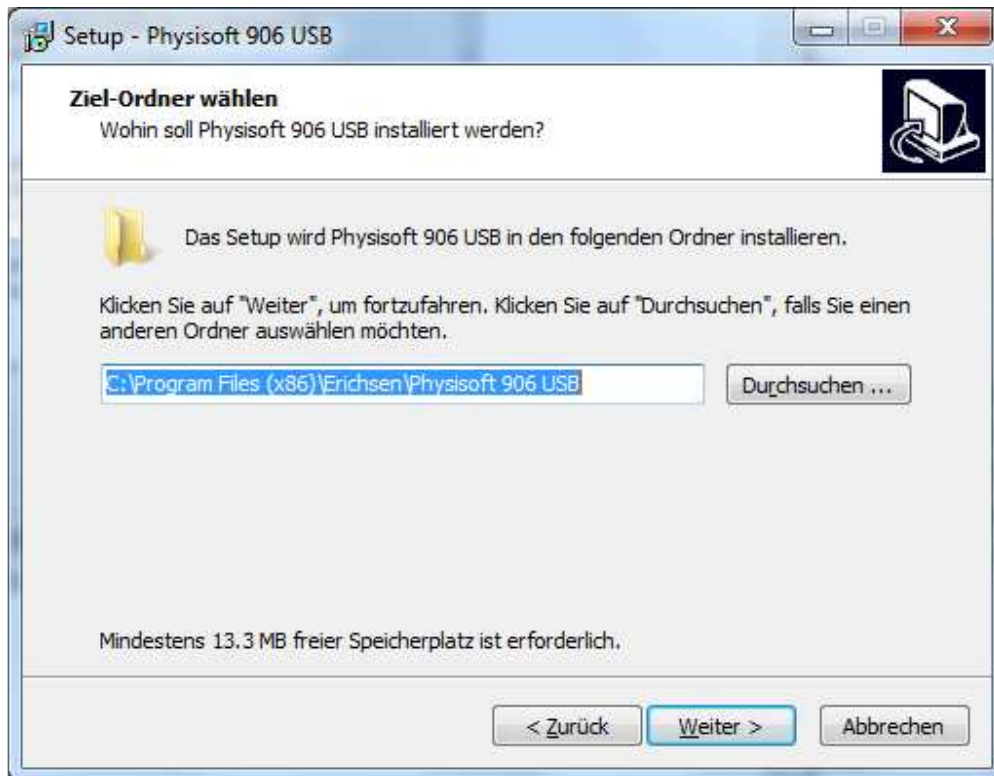 Setup - Physisoft 906 USB
Ziel-Ordner wählen
Wohin soll Physisoft 906 USB installiert werden?
Das Setup wird Physisoft 906 USB in den folgenden Ordner installieren.
Klicken Sie auf "Weiter", um fortzufahren. Klicken Sie auf "Durchsuchen", falls Sie einen
anderen Ordner auswählen möchten.
C:\Program Files (x86)\Erichsen\Physisoft 906 USB
Durchsuchen ...
Mindestens 13.3 MB freier Speicherplatz ist erforderlich.
< Zurück Weiter > Abbrechen